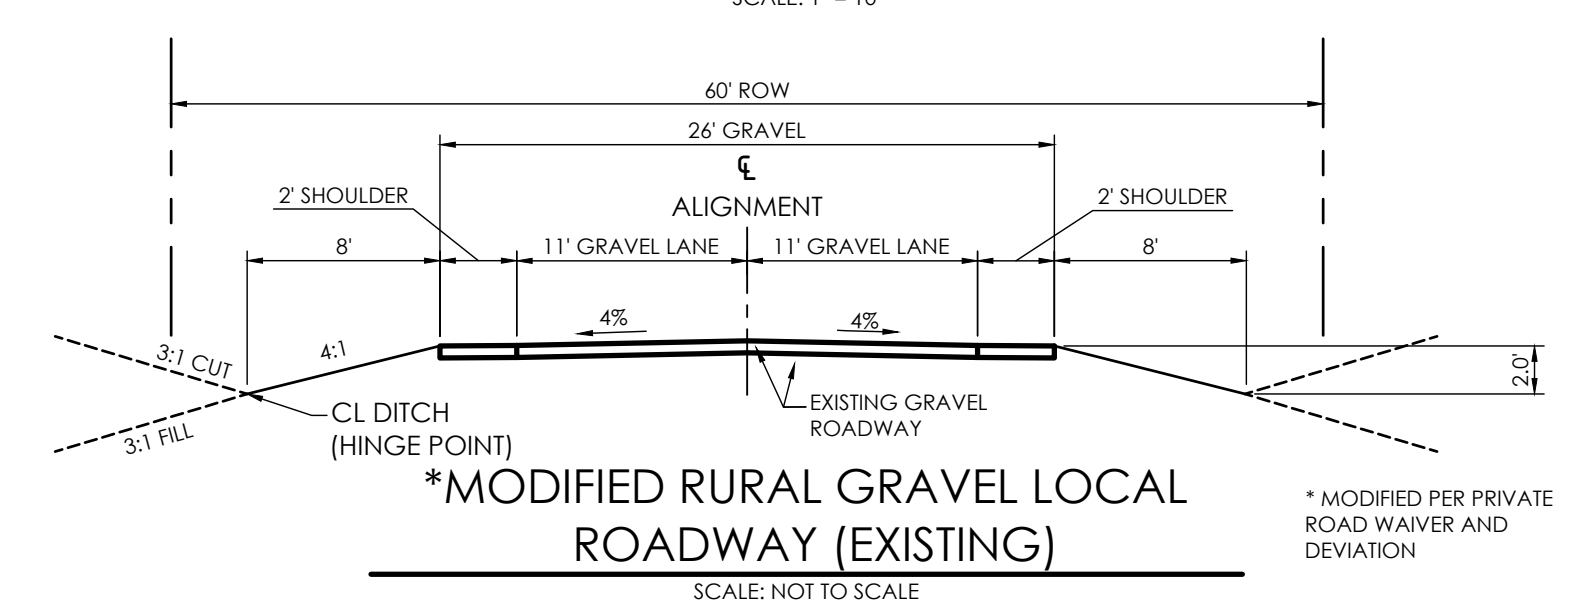 60' ROW
26' GRAVEL
℄
ALIGNMENT
2' SHOULDER
2' SHOULDER
8'
11' GRAVEL LANE
11' GRAVEL LANE
8'
4%
4%
3:1 CUT
4:1
2.0'
CL DITCH
(HINGE POINT)
3:1 FILL
EXISTING GRAVEL
ROADWAY
*MODIFIED RURAL GRAVEL LOCAL
ROADWAY (EXISTING)
* MODIFIED PER PRIVATE
ROAD WAIVER AND
DEVIATION
SCALE: NOT TO SCALE